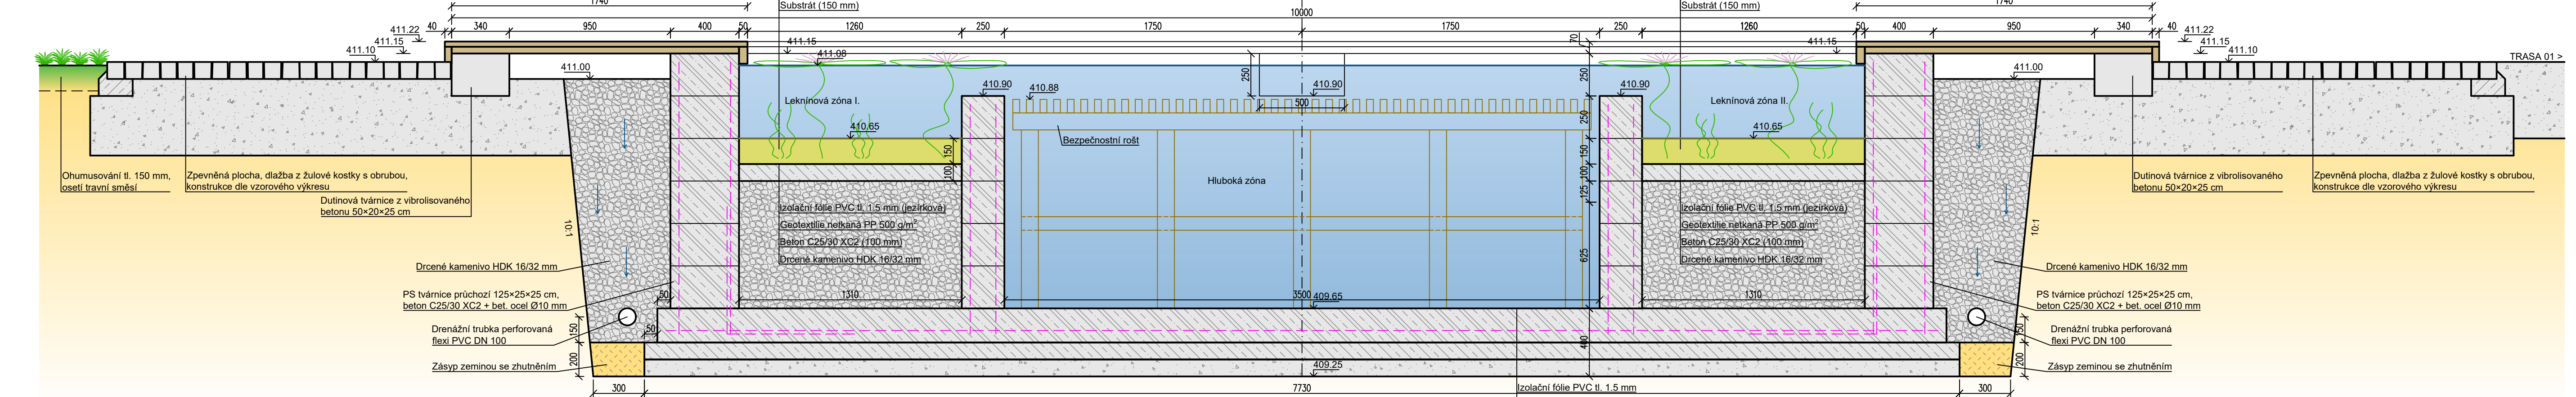 1740
Substrát (150 mm)
10000
Substrát (150 mm)
1740
411.22
40
340
950
400
50
1260
250
1750
1750
250
1260
50
400
950
340
40
411.22
411.15
411.10
411.15
411.08
70
411.15
411.15
411.10
TRASA 01 >
411.00
250
410.90
410.88
410.90
500
250
410.90
411.00
Leknínová zóna I.
Leknínová zóna II.
250
410.65
410.65
Bezpečnostní rošt
150
100
150
100
125
Hluboká zóna
Ohumusování tl. 150 mm,
osetí travní směsí
Zpevněná plocha, dlažba z žulové kostky s obrubou,
konstrukce dle vzorového výkresu
Dutinová tvárnice z vibrolisovaného
betonu 50×20×25 cm
Dutinová tvárnice z vibrolisovaného
betonu 50×20×25 cm
Zpevněná plocha, dlažba z žulové kostky s obrubou,
konstrukce dle vzorového výkresu
Izolační fólie PVC tl. 1.5 mm (jezírková)
Geotextilie netkaná PP 500 g/m²
Beton C25/30 XC2 (100 mm)
Drcené kamenivo HDK 16/32 mm
Izolační fólie PVC tl. 1.5 mm (jezírková)
Geotextilie netkaná PP 500 g/m²
Beton C25/30 XC2 (100 mm)
Drcené kamenivo HDK 16/32 mm
10:1
10:1
625
Drcené kamenivo HDK 16/32 mm
Drcené kamenivo HDK 16/32 mm
PS tvárnice průchozí 125×25×25 cm,
beton C25/30 XC2 + bet. ocel Ø10 mm
50
1310
3500
409.65
1310
PS tvárnice průchozí 125×25×25 cm,
beton C25/30 XC2 + bet. ocel Ø10 mm
Drenážní trubka perforovaná
flexi PVC DN 100
150
50
400
150
Drenážní trubka perforovaná
flexi PVC DN 100
Zásyp zeminou se zhutněním
200
409.25
200
Zásyp zeminou se zhutněním
300
7730
Izolační fólie PVC tl. 1.5 mm
300